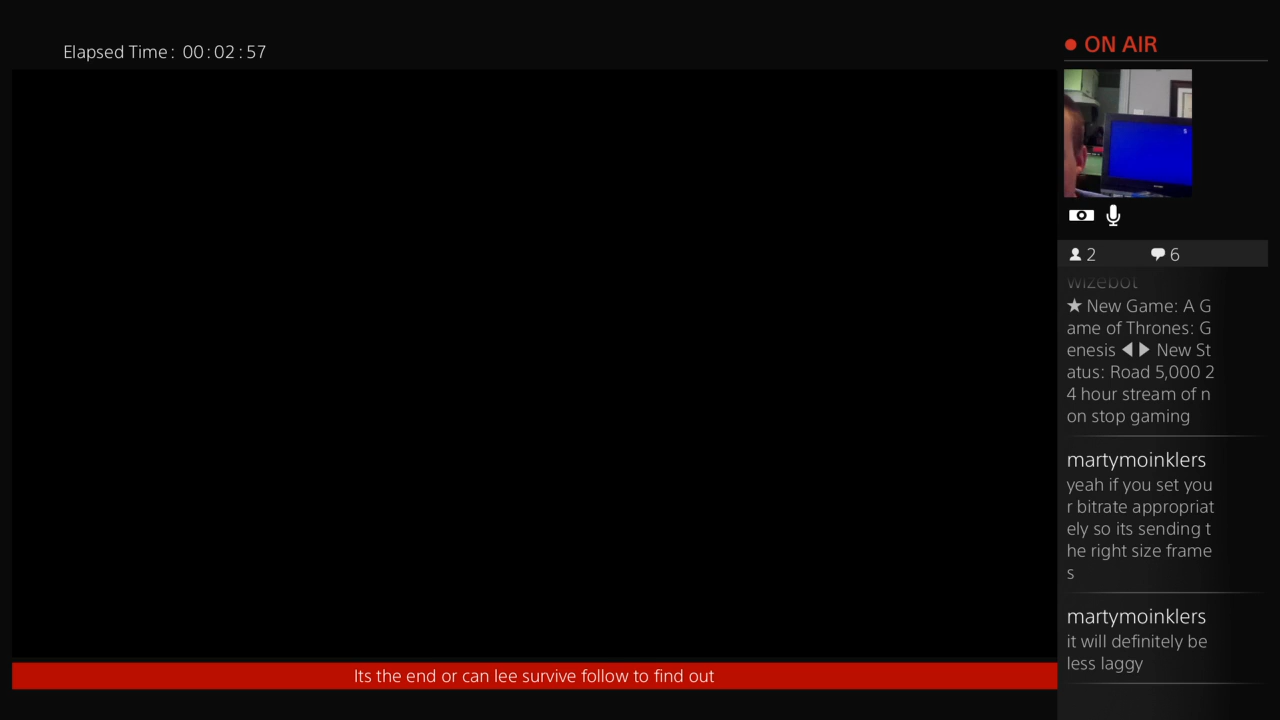 Elapsed Time: 00:02:57
ON AIR
2 6
wizebot
★ New Game: A G
ame of Thrones: G
enesis ◀▶ New St
atus: Road 5,000 2
4 hour stream of n
on stop gaming
martymoinklers
yeah if you set you
r bitrate appropriat
ely so its sending t
he right size frame
s
martymoinklers
it will definitely be
less laggy
Its the end or can lee survive follow to find out